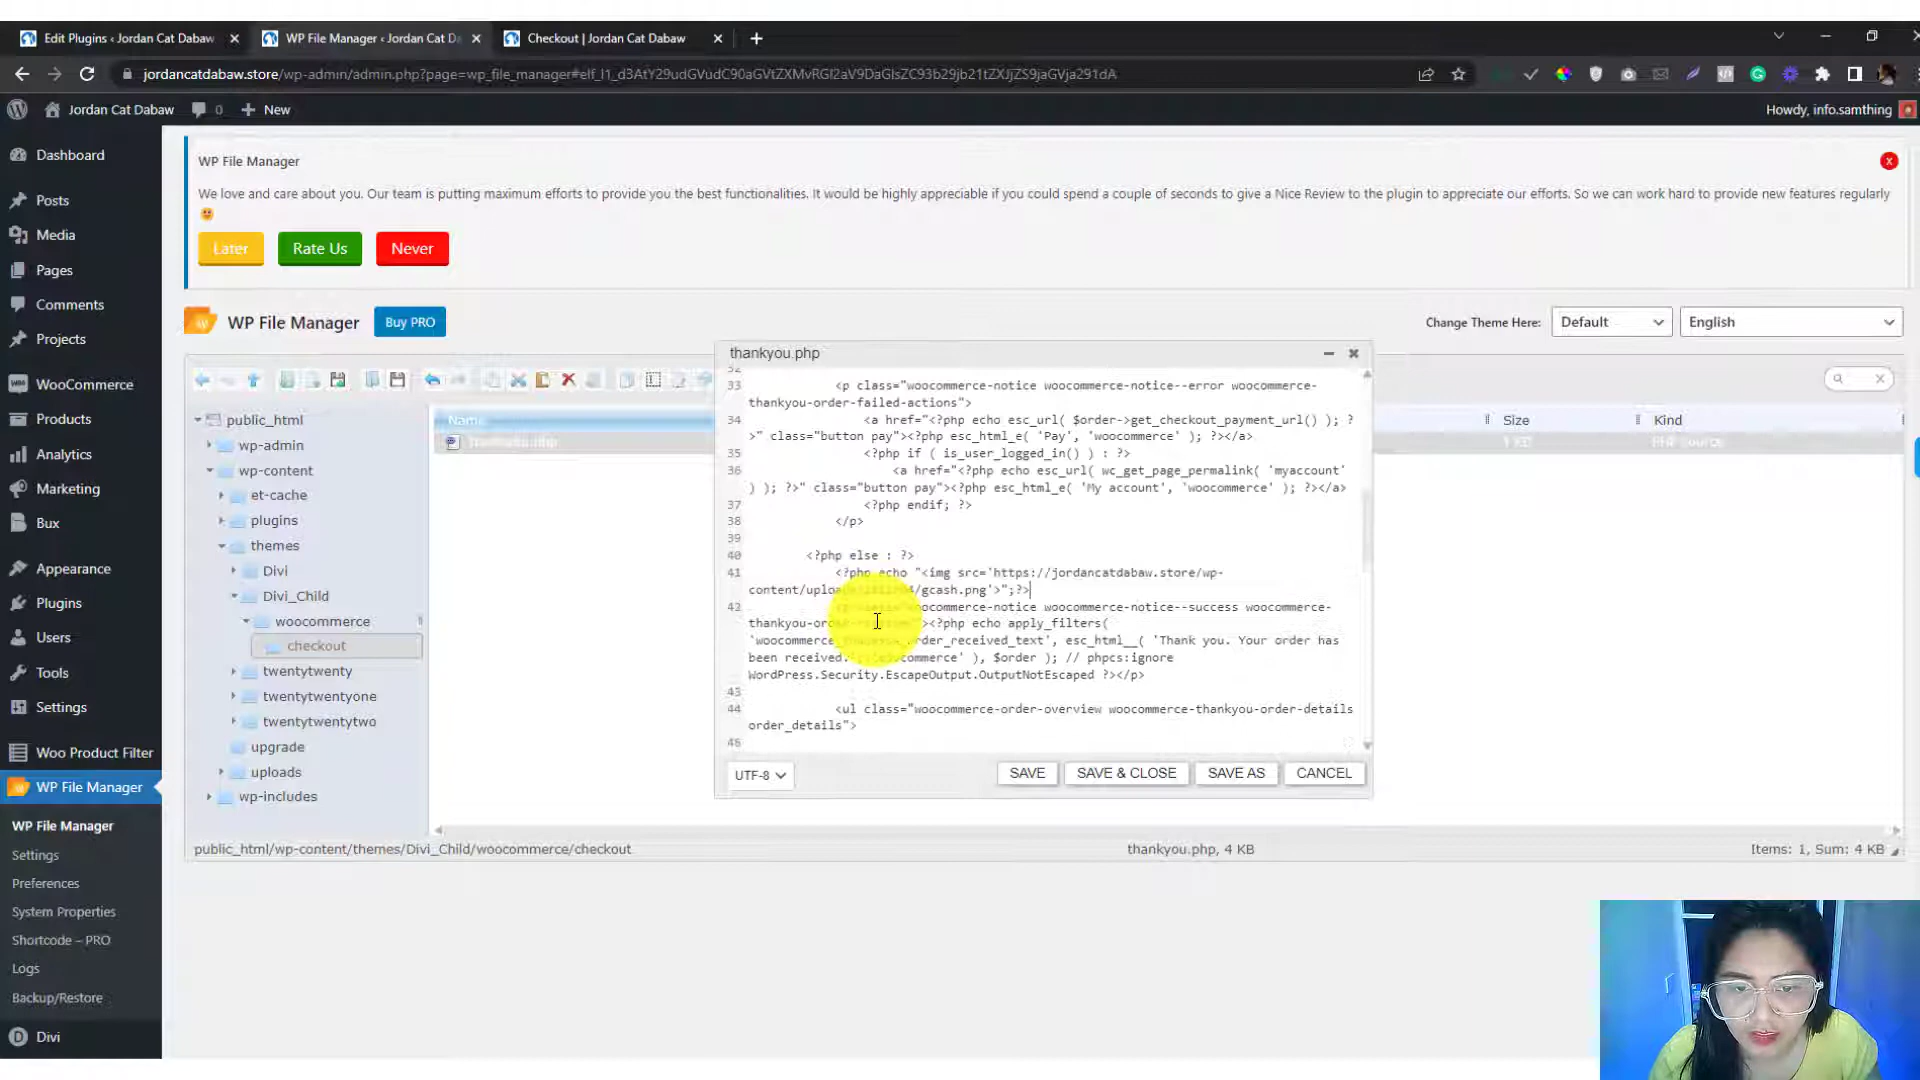 Edit Plugins ‹ Jordan Cat Dabaw
WP File Manager ‹ Jordan Cat D
Checkout | Jordan Cat Dabaw
jordancatdabaw.store/wp-admin/admin.php?page=wp_file_manager#elf_l1_d3AtY29udGVudC90aGVtZXMvRGl2aV9DaGlsZC93b29jb21tZXJjZS9jaGVja291dA
Jordan Cat Dabaw
0
New
Howdy, info.samthing
Dashboard
Posts
Media
Pages
Comments
Projects
WooCommerce
Products
Analytics
Marketing
Bux
Appearance
Plugins
Users
Tools
Settings
Woo Product Filter
WP File Manager
WP File Manager
Settings
Preferences
System Properties
Shortcode – PRO
Logs
Backup/Restore
Divi
WP File Manager
We love and care about you. Our team is putting maximum efforts to provide you the best functionalities. It would be highly appreciable if you could spend a couple of seconds to give a Nice Review to the plugin to appreciate our efforts. So we can work hard to provide new features regularly
Later
Rate Us
Never
WP File Manager
Buy PRO
Change Theme Here:
Default
English
public_html
wp-admin
wp-content
et-cache
plugins
themes
Divi
Divi_Child
woocommerce
checkout
twentytwenty
twentytwentyone
twentytwentytwo
upgrade
uploads
wp-includes
Name
Size
Kind
thankyou.php
32
33 <p class="woocommerce-notice woocommerce-notice--error woocommerce-
thankyou-order-failed-actions">
34 <a href="<?php echo esc_url( $order->get_checkout_payment_url() ); ?
>" class="button pay"><?php esc_html_e( 'Pay', 'woocommerce' ); ?></a>
35 <?php if ( is_user_logged_in() ) : ?>
36 <a href="<?php echo esc_url( wc_get_page_permalink( 'myaccount'
) ); ?>" class="button pay"><?php esc_html_e( 'My account', 'woocommerce' ); ?></a>
37 <?php endif; ?>
38 </p>
39
40 <?php else : ?>
41 <?php echo "<img src='https://jordancatdabaw.store/wp-
/gcash.png'>";?>
42 woocommerce-notice woocommerce-notice--success woocommerce-
<?php echo apply_filters(
esc_html__( 'Thank you. Your order has
been received. ), $order ); // phpcs:ignore
WordPress.Security.EscapeOutput.OutputNotEscaped ?></p>
43
44 <ul class="woocommerce-order-overview woocommerce-thankyou-order-details
order_details">
UTF-8
SAVE
SAVE & CLOSE
SAVE AS
CANCEL
public_html/wp-content/themes/Divi_Child/woocommerce/checkout
thankyou.php, 4 KB
Items: 1, Sum: 4 KB